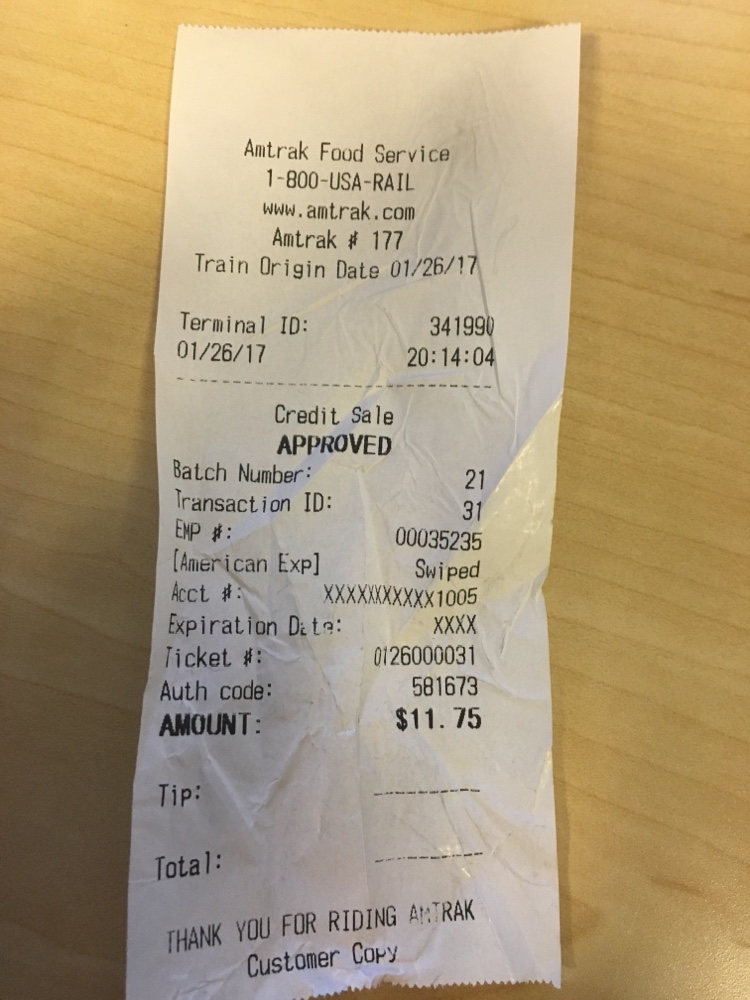 Amtrak Food Service
1-800-USA-RAIL
www.amtrak.com
Amtrak # 177
Train Origin Date 01/26/17
Terminal ID: 341990
01/26/17 20:14:04
Credit Sale
APPROVED
Batch Number: 21
Transaction ID: 31
EMP #: 00035235
[American Exp] Swiped
Acct #: XXXXXXXXXXX1005
Expiration Date: XXXX
Ticket #: 0126000031
Auth code: 581673
AMOUNT: $11.75
Tip:
Total:
THANK YOU FOR RIDING AMTRAK
Customer Copy